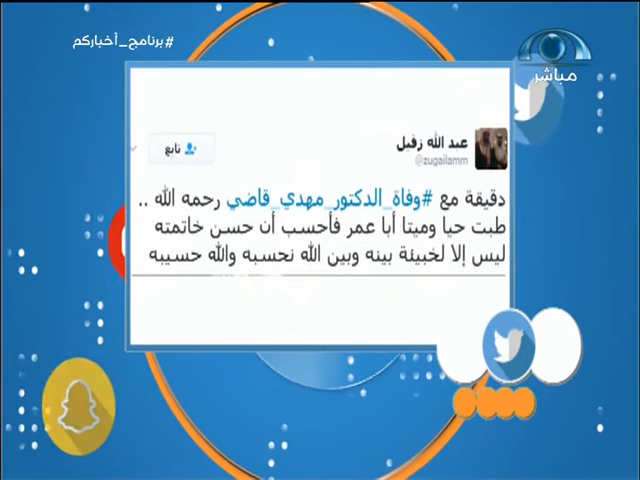 #برنامج_أخباركم
مباشر
عبد الله زقيل
@zugailamm
تابع
دقيقة مع #وفاة_الدكتور_مهدي_قاضي رحمه الله ..
طبت حيا وميتا أبا عمر فأحسب أن حسن خاتمته
ليس إلا لخبيئة بينه وبين الله نحسبه والله حسيبه